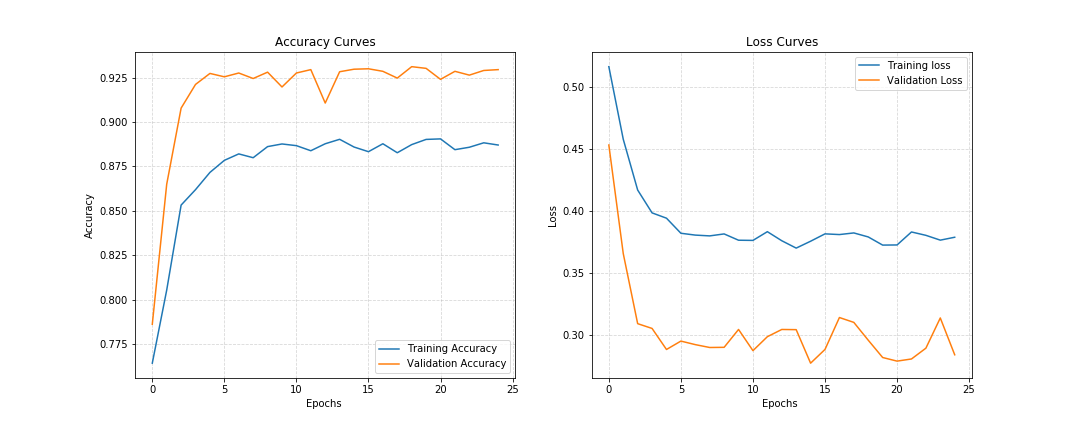 Accuracy Curves
Accuracy
0.925
0.900
0.875
0.850
0.825
0.800
0.775
Training Accuracy
Validation Accuracy
0 5 10 15 20 25
Epochs
Loss Curves
Loss
0.50
0.45
0.40
0.35
0.30
Training loss
Validation Loss
0 5 10 15 20 25
Epochs